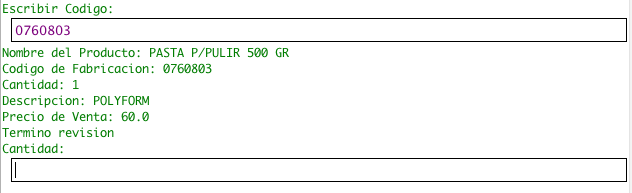 Escribir Codigo:
0760803
Nombre del Producto: PASTA P/PULIR 500 GR
Codigo de Fabricacion: 0760803
Cantidad: 1
Descripcion: POLYFORM
Precio de Venta: 60.0
Termino revision
Cantidad: